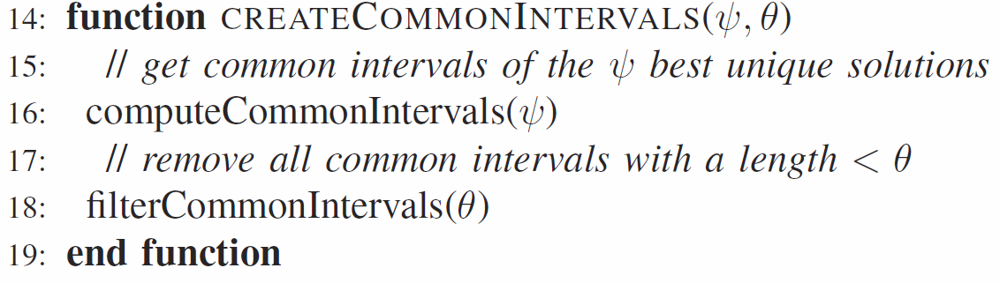 14: function CREATECOMMONINTERVALS(ψ, θ)
15: // get common intervals of the ψ best unique solutions
16: computeCommonIntervals(ψ)
17: // remove all common intervals with a length < θ
18: filterCommonIntervals(θ)
19: end function